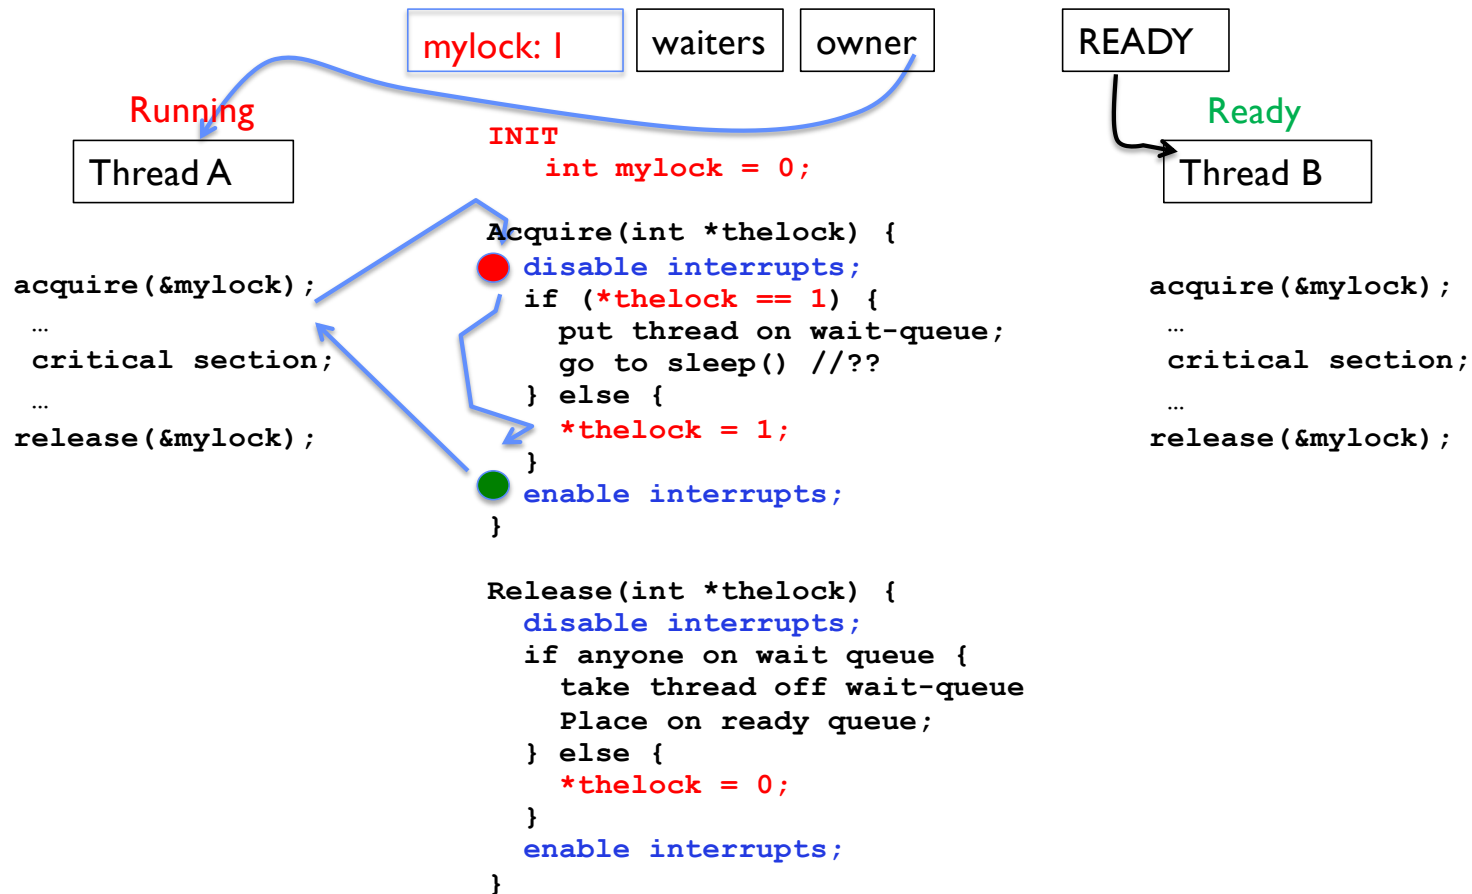 mylock: 1
waiters
owner
READY
Running
Ready
Thread A
Thread B
INIT
int mylock = 0;
Acquire(int *thelock) {
disable interrupts;
if (*thelock == 1) {
put thread on wait-queue;
go to sleep() //??
} else {
*thelock = 1;
}
enable interrupts;
}
Release(int *thelock) {
disable interrupts;
if anyone on wait queue {
take thread off wait-queue
Place on ready queue;
} else {
*thelock = 0;
}
enable interrupts;
}
acquire(&mylock);
…
critical section;
…
release(&mylock);
acquire(&mylock);
…
critical section;
…
release(&mylock);